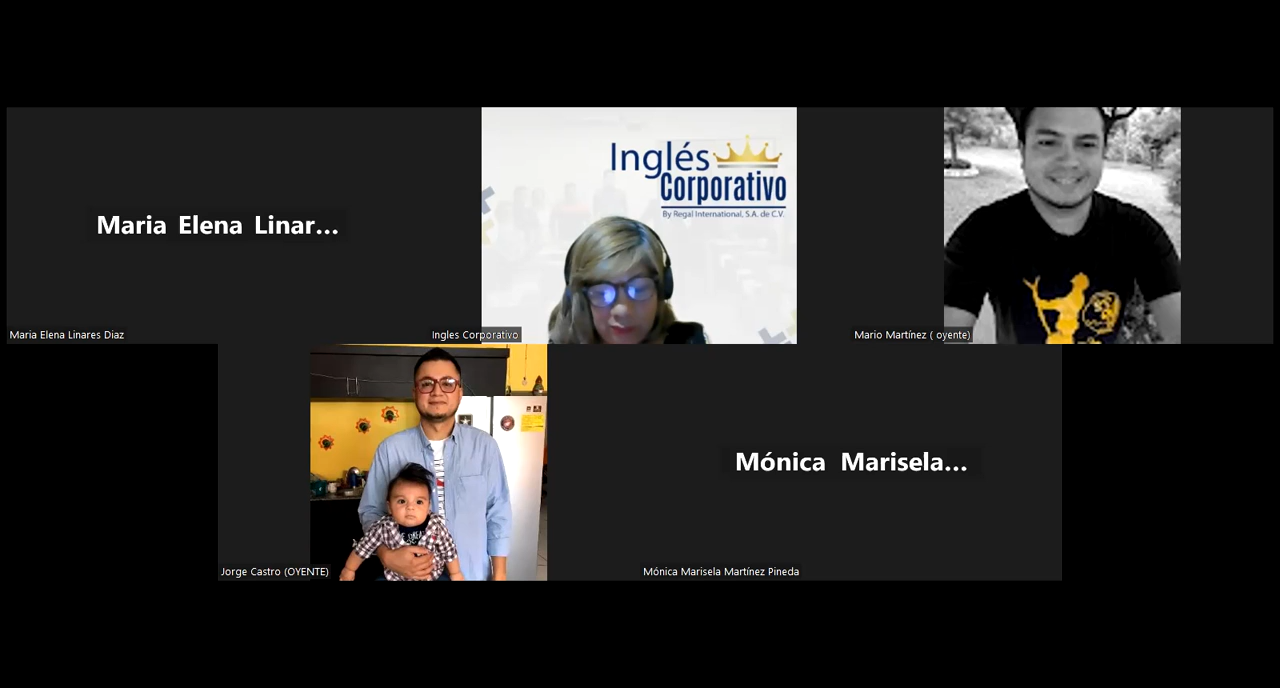 Maria Elena Linar...
Maria Elena Linares Diaz
Inglés
Corporativo
By Regal International, S.A. de C.V.
Ingles Corporativo
Mario Martínez ( oyente)
Jorge Castro (OYENTE)
Mónica Marisela...
Mónica Marisela Martínez Pineda